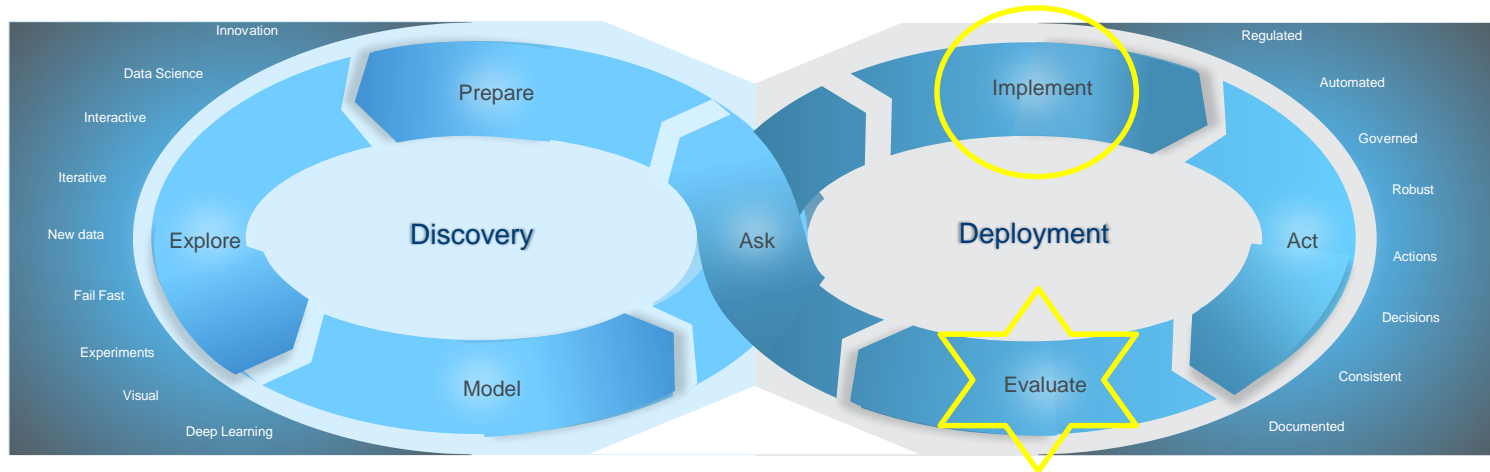 Innovation
Data Science
Interactive
Iterative
New data
Fail Fast
Experiments
Visual
Deep Learning
Prepare
Explore
Discovery
Model
Ask
Implement
Deployment
Act
Evaluate
Regulated
Automated
Governed
Robust
Actions
Decisions
Consistent
Documented